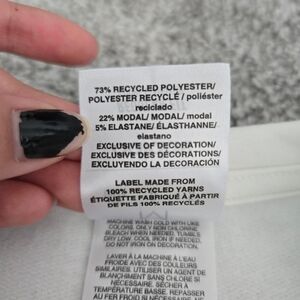 73% RECYCLED POLYESTER/
POLYESTER RECYCLÉ / poliéster
reciclado
22% MODAL/ MODAL/ modal
5% ELASTANE/ ÉLASTHANNE/
elastano
EXCLUSIVE OF DECORATION/
EXCLUSIVE DES DÉCORATIONS/
EXCLUYENDO LA DECORACIÓN
LABEL MADE FROM
100% RECYCLED YARNS
ÉTIQUETTE FABRIQUÉE À PARTIR
DE FILS 100% RECYCLÉS
MACHINE WASH COLD WITH LIKE
COLORS, ONLY NON CHLORINE
BLEACH WHEN NEEDED, TUMBLE
DRY LOW, COOL IRON IF NEEDED,
DO NOT IRON ON DECORATION.
LAVER À LA MACHINE À L'EAU
FROIDE AVEC DES COULEURS
SIMILAIRES. UTILISER UN AGENT DE
BLANCHIMENT SANS CHLORE SI
NÉCESSAIRE. SÉCHER À
TEMPÉRATURE BASSE. REPASSER